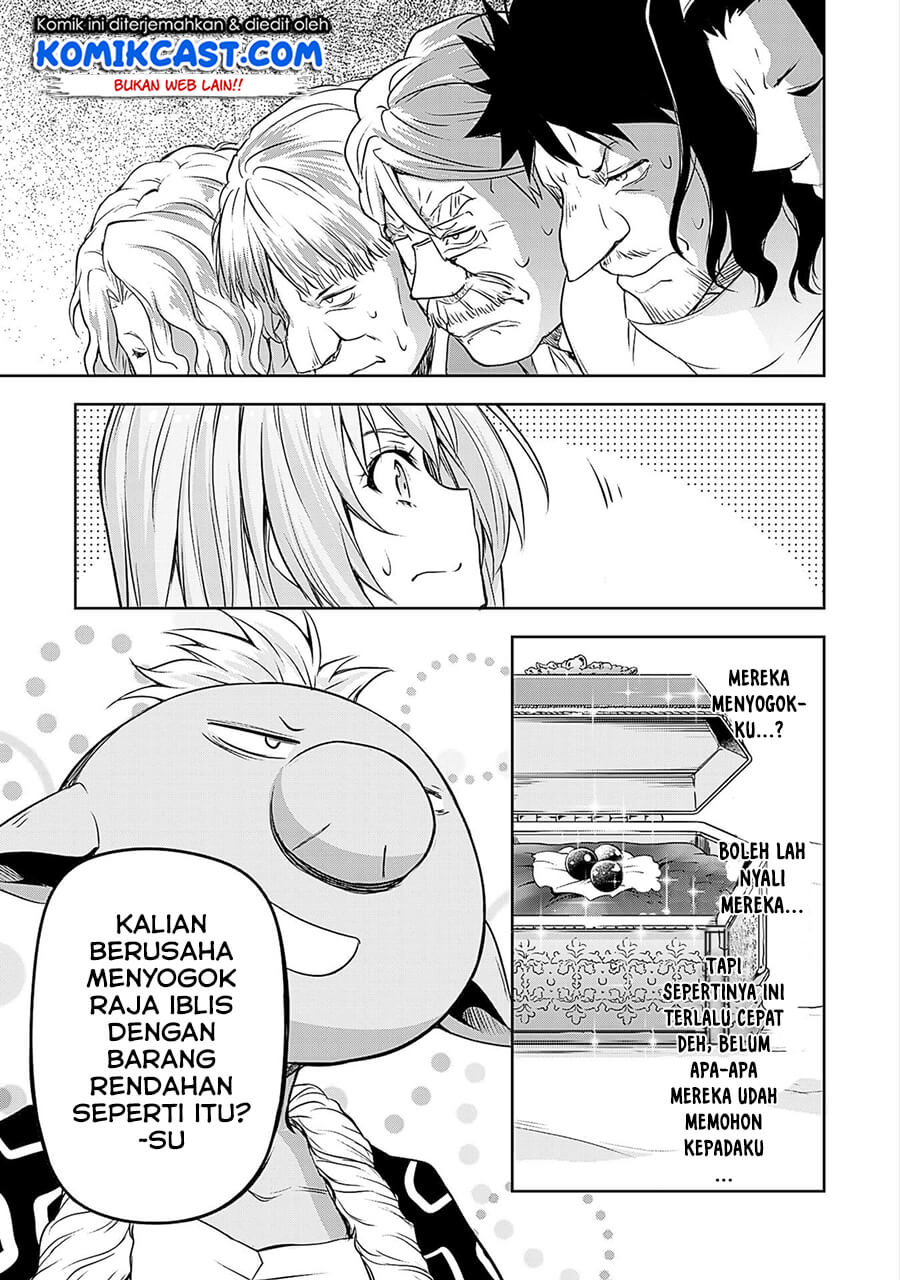 Komik ini diterjemahkan & diedit oleh
KOMIKCAST.COM
BUKAN WEB LAIN!!
MEREKA
MENYOGOK-
KU...?
BOLEH LAH
NYALI
MEREKA...
TAPI
SEPERTINYA INI
TERLALU CEPAT
DEH, BELUM
APA-APA
MEREKA UDAH
MEMOHON
KEPADAKU
...
KALIAN
BERUSAHA
MENYOGOK
RAJA IBLIS
DENGAN
BARANG
RENDAHAN
SEPERTI ITU?
-SU